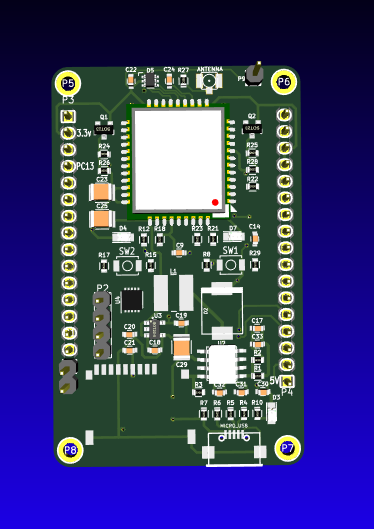 C22 D5 C24 R27 ANTENNA P9
P5 P6
P3
Q1 Q2
3.3v
PC13
R24 R25
R26 R28
C23 R22
C25
D4 R12 R18 R23 R21 D7 C14
C9
SW2 SW1
R17 R15 R8 R29
L1
P2 U4 D2
U3 C19
C20 C17
C21 C18 C33
R2
C29 R1
5V
R3 C31 C30 P4
D3
R7 R6 R5 R4 R10
MICRO_USB
P8 P7